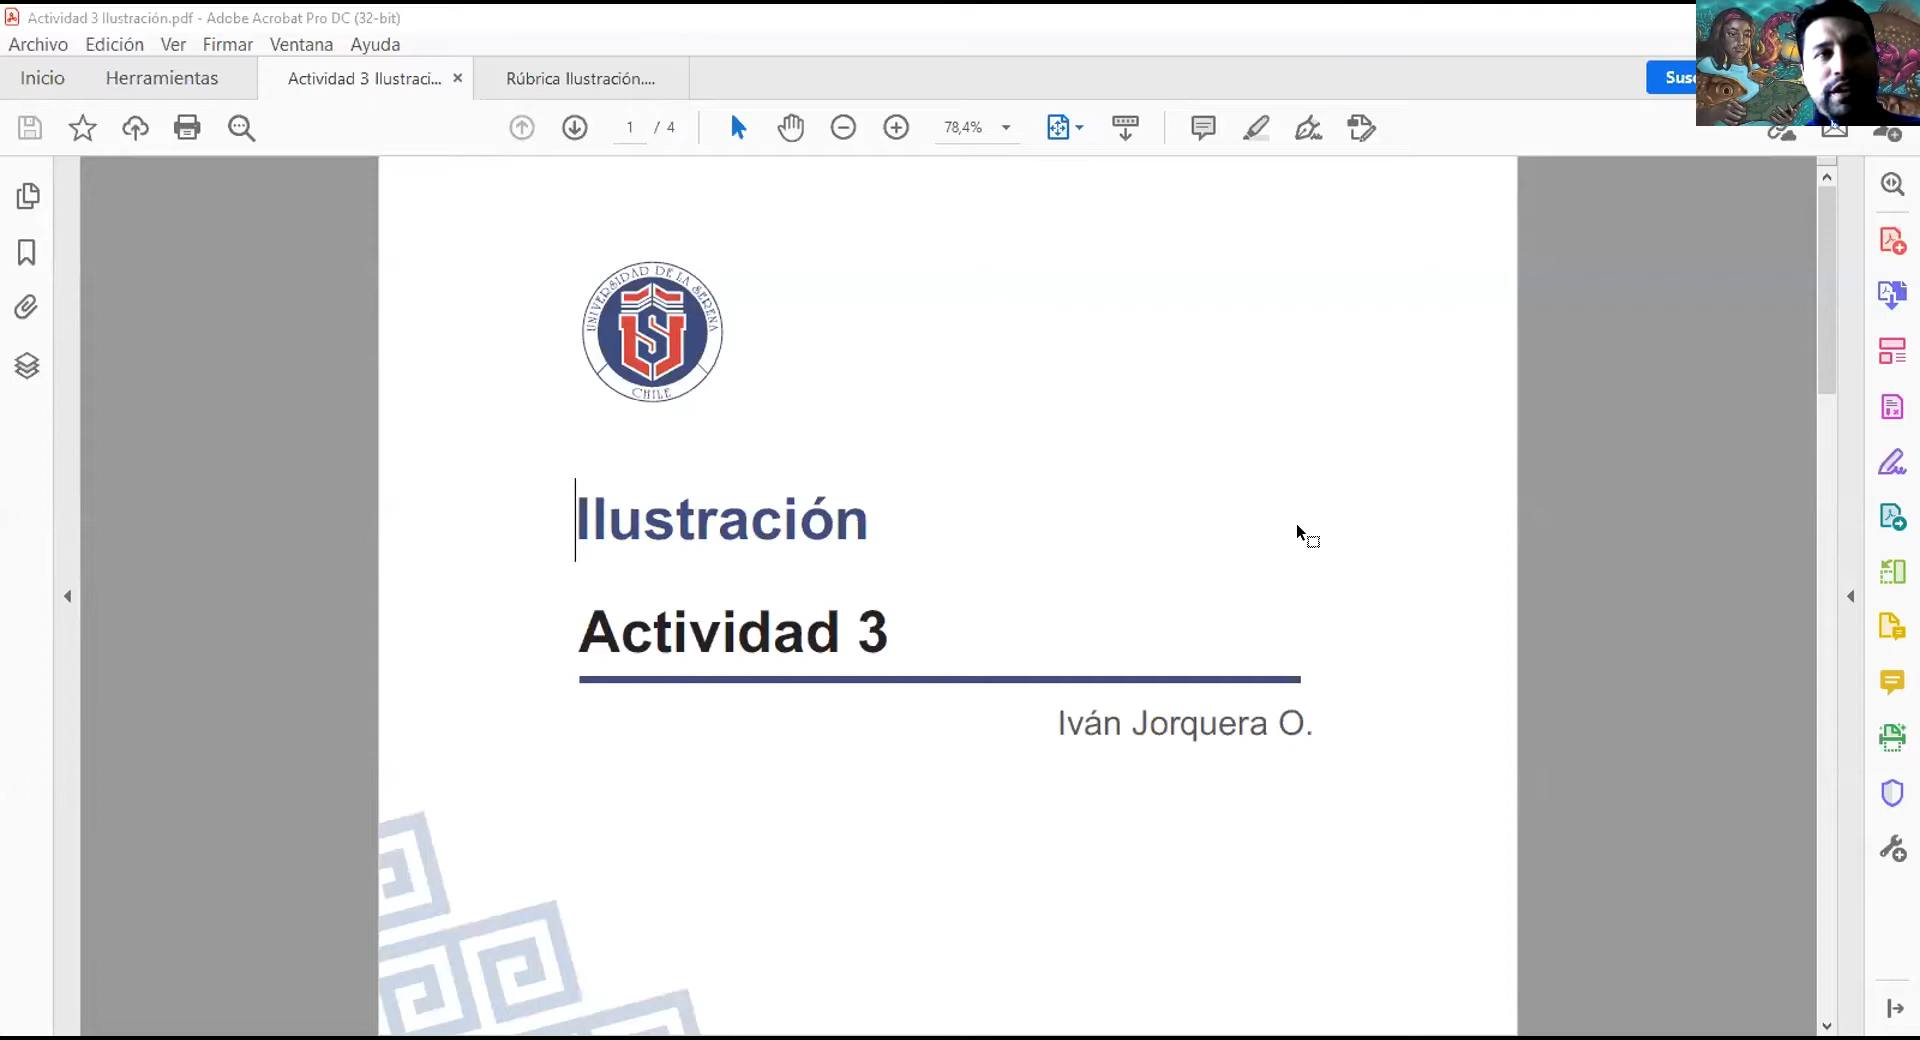 Actividad 3 Ilustración.pdf - Adobe Acrobat Pro DC (32-bit)
Archivo Edición Ver Firmar Ventana Ayuda
Inicio Herramientas Actividad 3 Ilustraci... × Rúbrica Ilustración....
Sus
1 / 4 78,4%
UNIVERSIDAD DE LA SERENA
CHILE
Ilustración
Actividad 3
Iván Jorquera O.